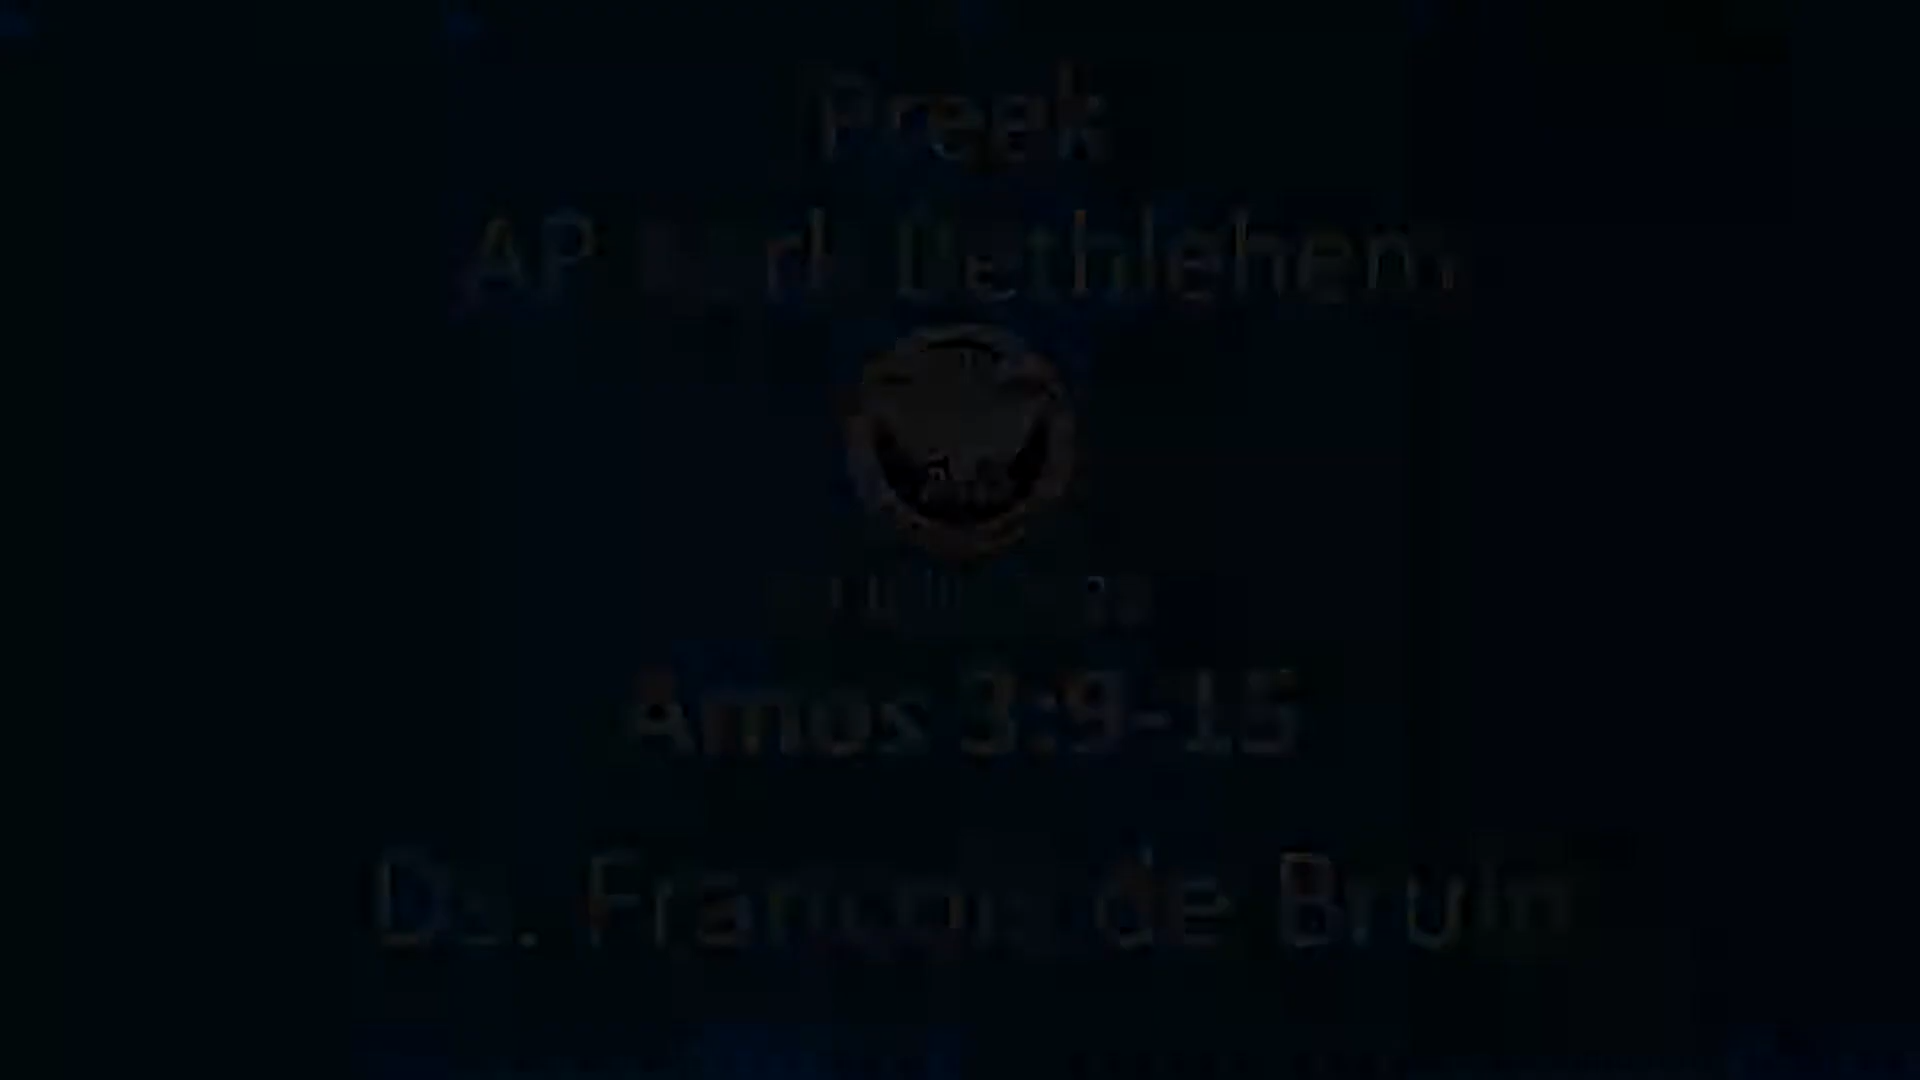 Preek
AP Kerk Bethlehem
Amos 3:9-15
Ds. Francois de Bruin